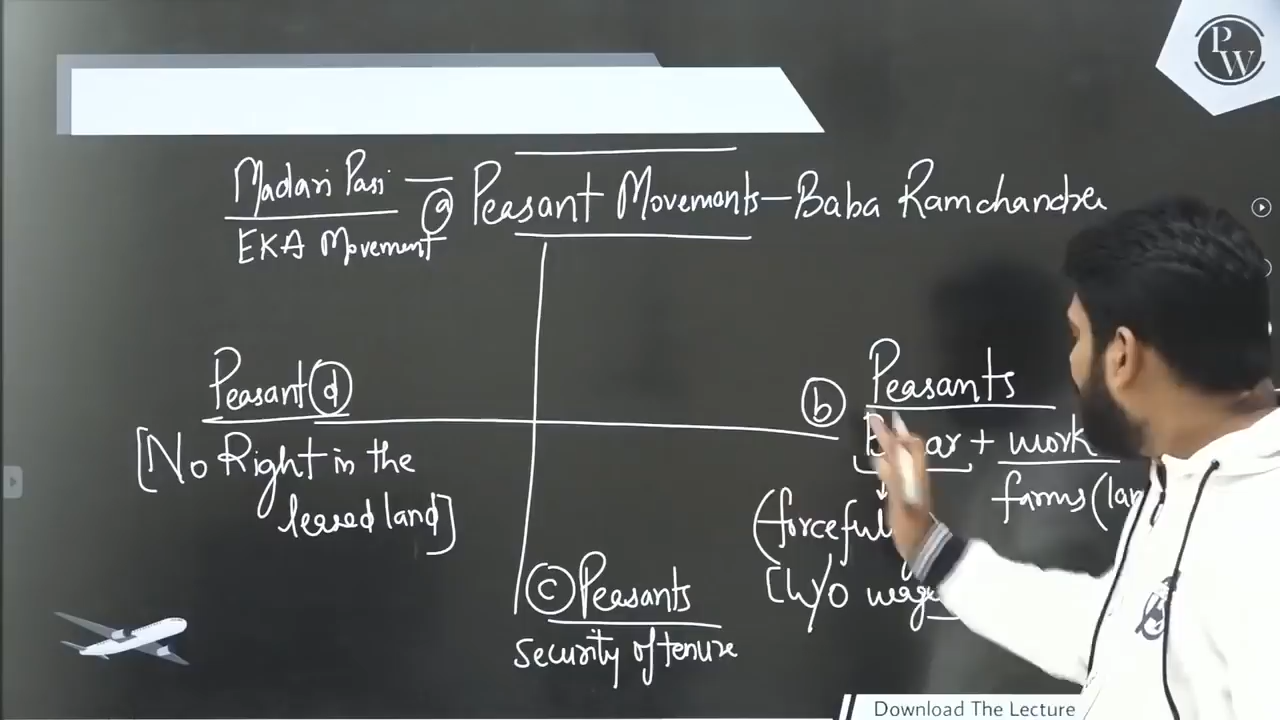 PW
Madari Pasi — (a) Peasant Movements — Baba Ramchandra
EKA Movement
Peasant (d)
[No Right in the
leased land]
(b) Peasants
+ work
farms
(forceful
[w/o
(c) Peasants
security of tenure
Download The Lecture